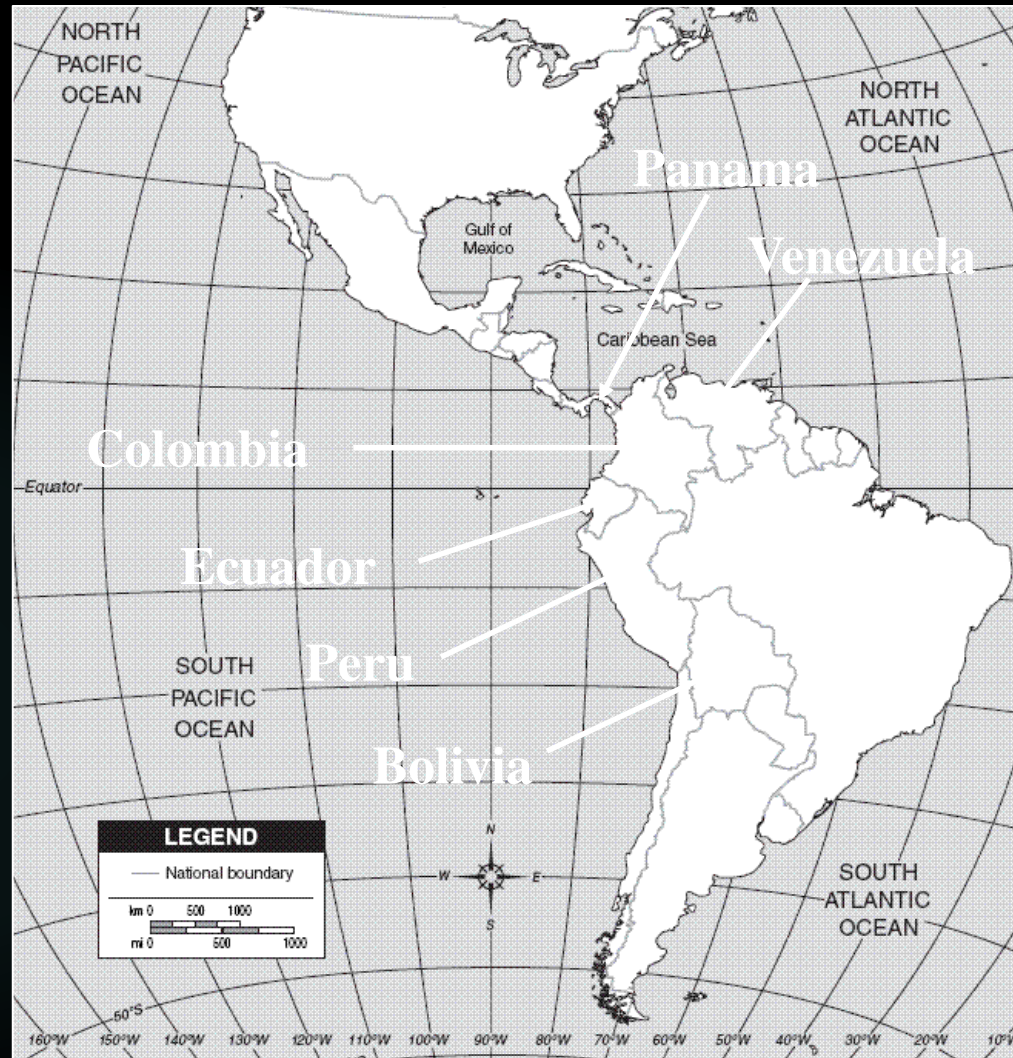 NORTH
PACIFIC
OCEAN
NORTH
ATLANTIC
OCEAN
Panama
Gulf of
Mexico
Venezuela
Caribbean Sea
Colombia
Equator
Ecuador
Peru
SOUTH
PACIFIC
OCEAN
Bolivia
LEGEND
National boundary
km 0 500 1000
mi 0 500 1000
N
W E
S
SOUTH
ATLANTIC
OCEAN
60°S
160°W 150°W 140°W 130°W 120°W 110°W 100°W 90°W 80°W 70°W 60°W 50°W 40°W 30°W 20°W 10°W